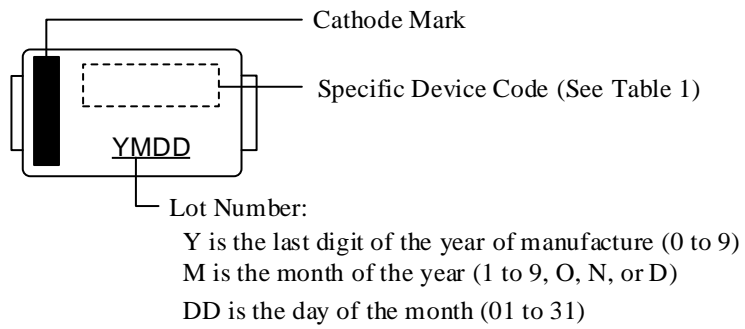 Cathode Mark
Specific Device Code (See Table 1)
YMDD
Lot Number:
Y is the last digit of the year of manufacture (0 to 9)
M is the month of the year (1 to 9, O, N, or D)
DD is the day of the month (01 to 31)